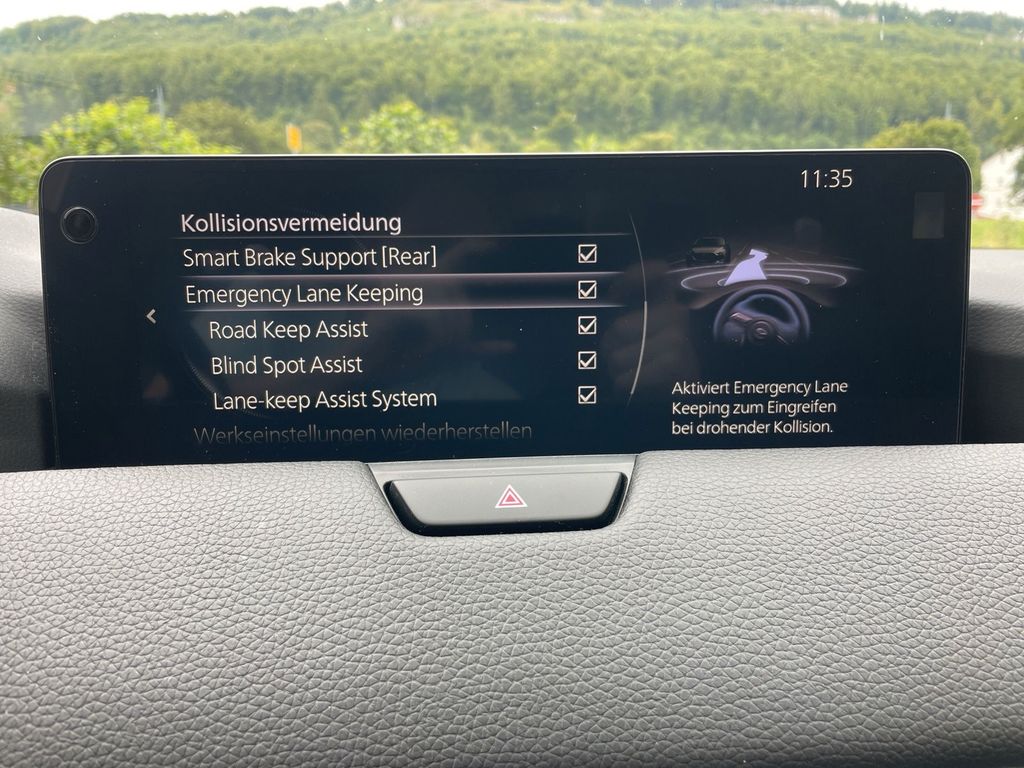 11:35
Kollisionsvermeidung
Smart Brake Support [Rear]
Emergency Lane Keeping
Road Keep Assist
Blind Spot Assist
Lane-keep Assist System
Werkseinstellungen wiederherstellen
Aktiviert Emergency Lane
Keeping zum Eingreifen
bei drohender Kollision.